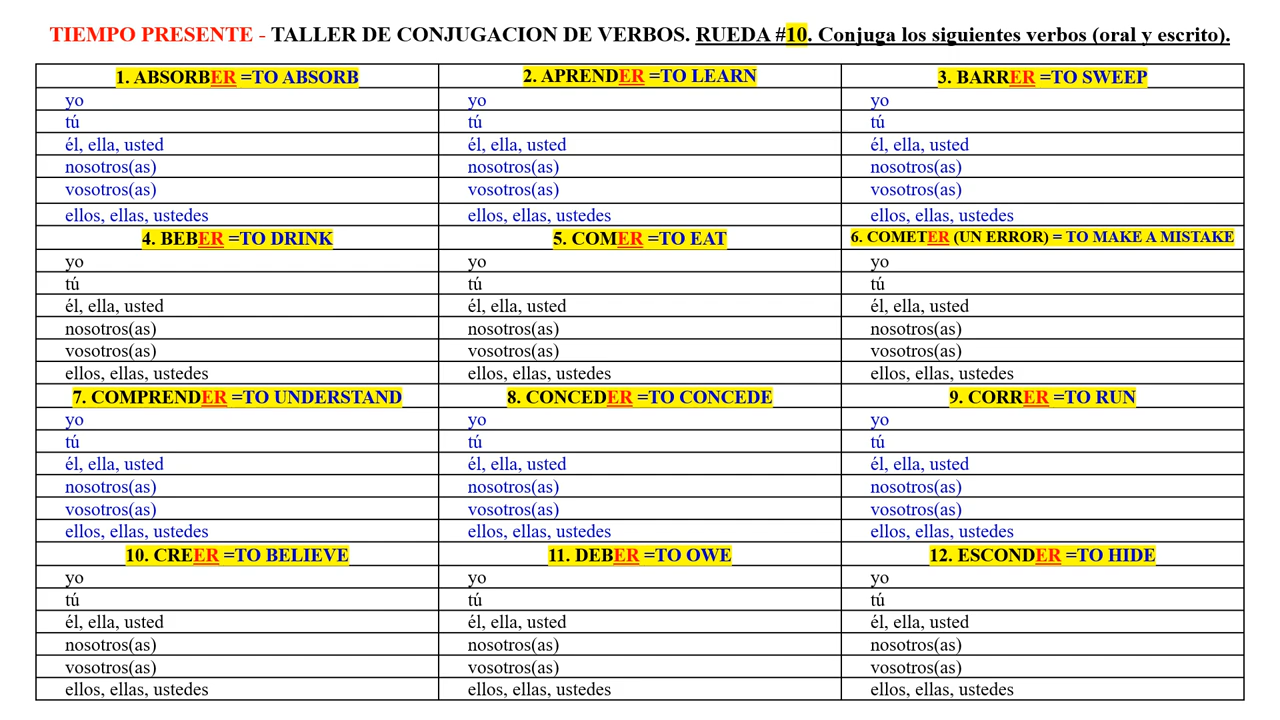 TIEMPO PRESENTE - TALLER DE CONJUGACION DE VERBOS. RUEDA #10. Conjuga los siguientes verbos (oral y escrito).
1. ABSORBER =TO ABSORB 2. APRENDER =TO LEARN 3. BARRER =TO SWEEP
yo yo yo
tú tú tú
él, ella, usted él, ella, usted él, ella, usted
nosotros(as) nosotros(as) nosotros(as)
vosotros(as) vosotros(as) vosotros(as)
ellos, ellas, ustedes ellos, ellas, ustedes ellos, ellas, ustedes
4. BEBER =TO DRINK 5. COMER =TO EAT 6. COMETER (UN ERROR) = TO MAKE A MISTAKE
yo yo yo
tú tú tú
él, ella, usted él, ella, usted él, ella, usted
nosotros(as) nosotros(as) nosotros(as)
vosotros(as) vosotros(as) vosotros(as)
ellos, ellas, ustedes ellos, ellas, ustedes ellos, ellas, ustedes
7. COMPRENDER =TO UNDERSTAND 8. CONCEDER =TO CONCEDE 9. CORRER =TO RUN
yo yo yo
tú tú tú
él, ella, usted él, ella, usted él, ella, usted
nosotros(as) nosotros(as) nosotros(as)
vosotros(as) vosotros(as) vosotros(as)
ellos, ellas, ustedes ellos, ellas, ustedes ellos, ellas, ustedes
10. CREER =TO BELIEVE 11. DEBER =TO OWE 12. ESCONDER =TO HIDE
yo yo yo
tú tú tú
él, ella, usted él, ella, usted él, ella, usted
nosotros(as) nosotros(as) nosotros(as)
vosotros(as) vosotros(as) vosotros(as)
ellos, ellas, ustedes ellos, ellas, ustedes ellos, ellas, ustedes